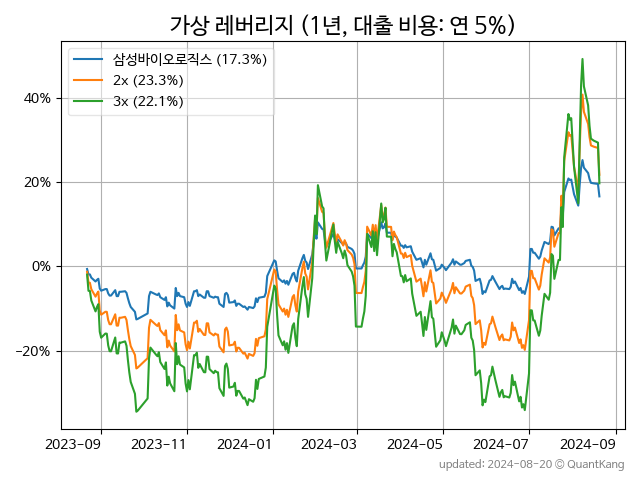 가상 레버리지 (1년, 대출 비용: 연 5%)
삼성바이오로직스 (17.3%)
2x (23.3%)
3x (22.1%)
40%
20%
0%
−20%
2023-09 2023-11 2024-01 2024-03 2024-05 2024-07 2024-09
updated: 2024-08-20 © QuantKang